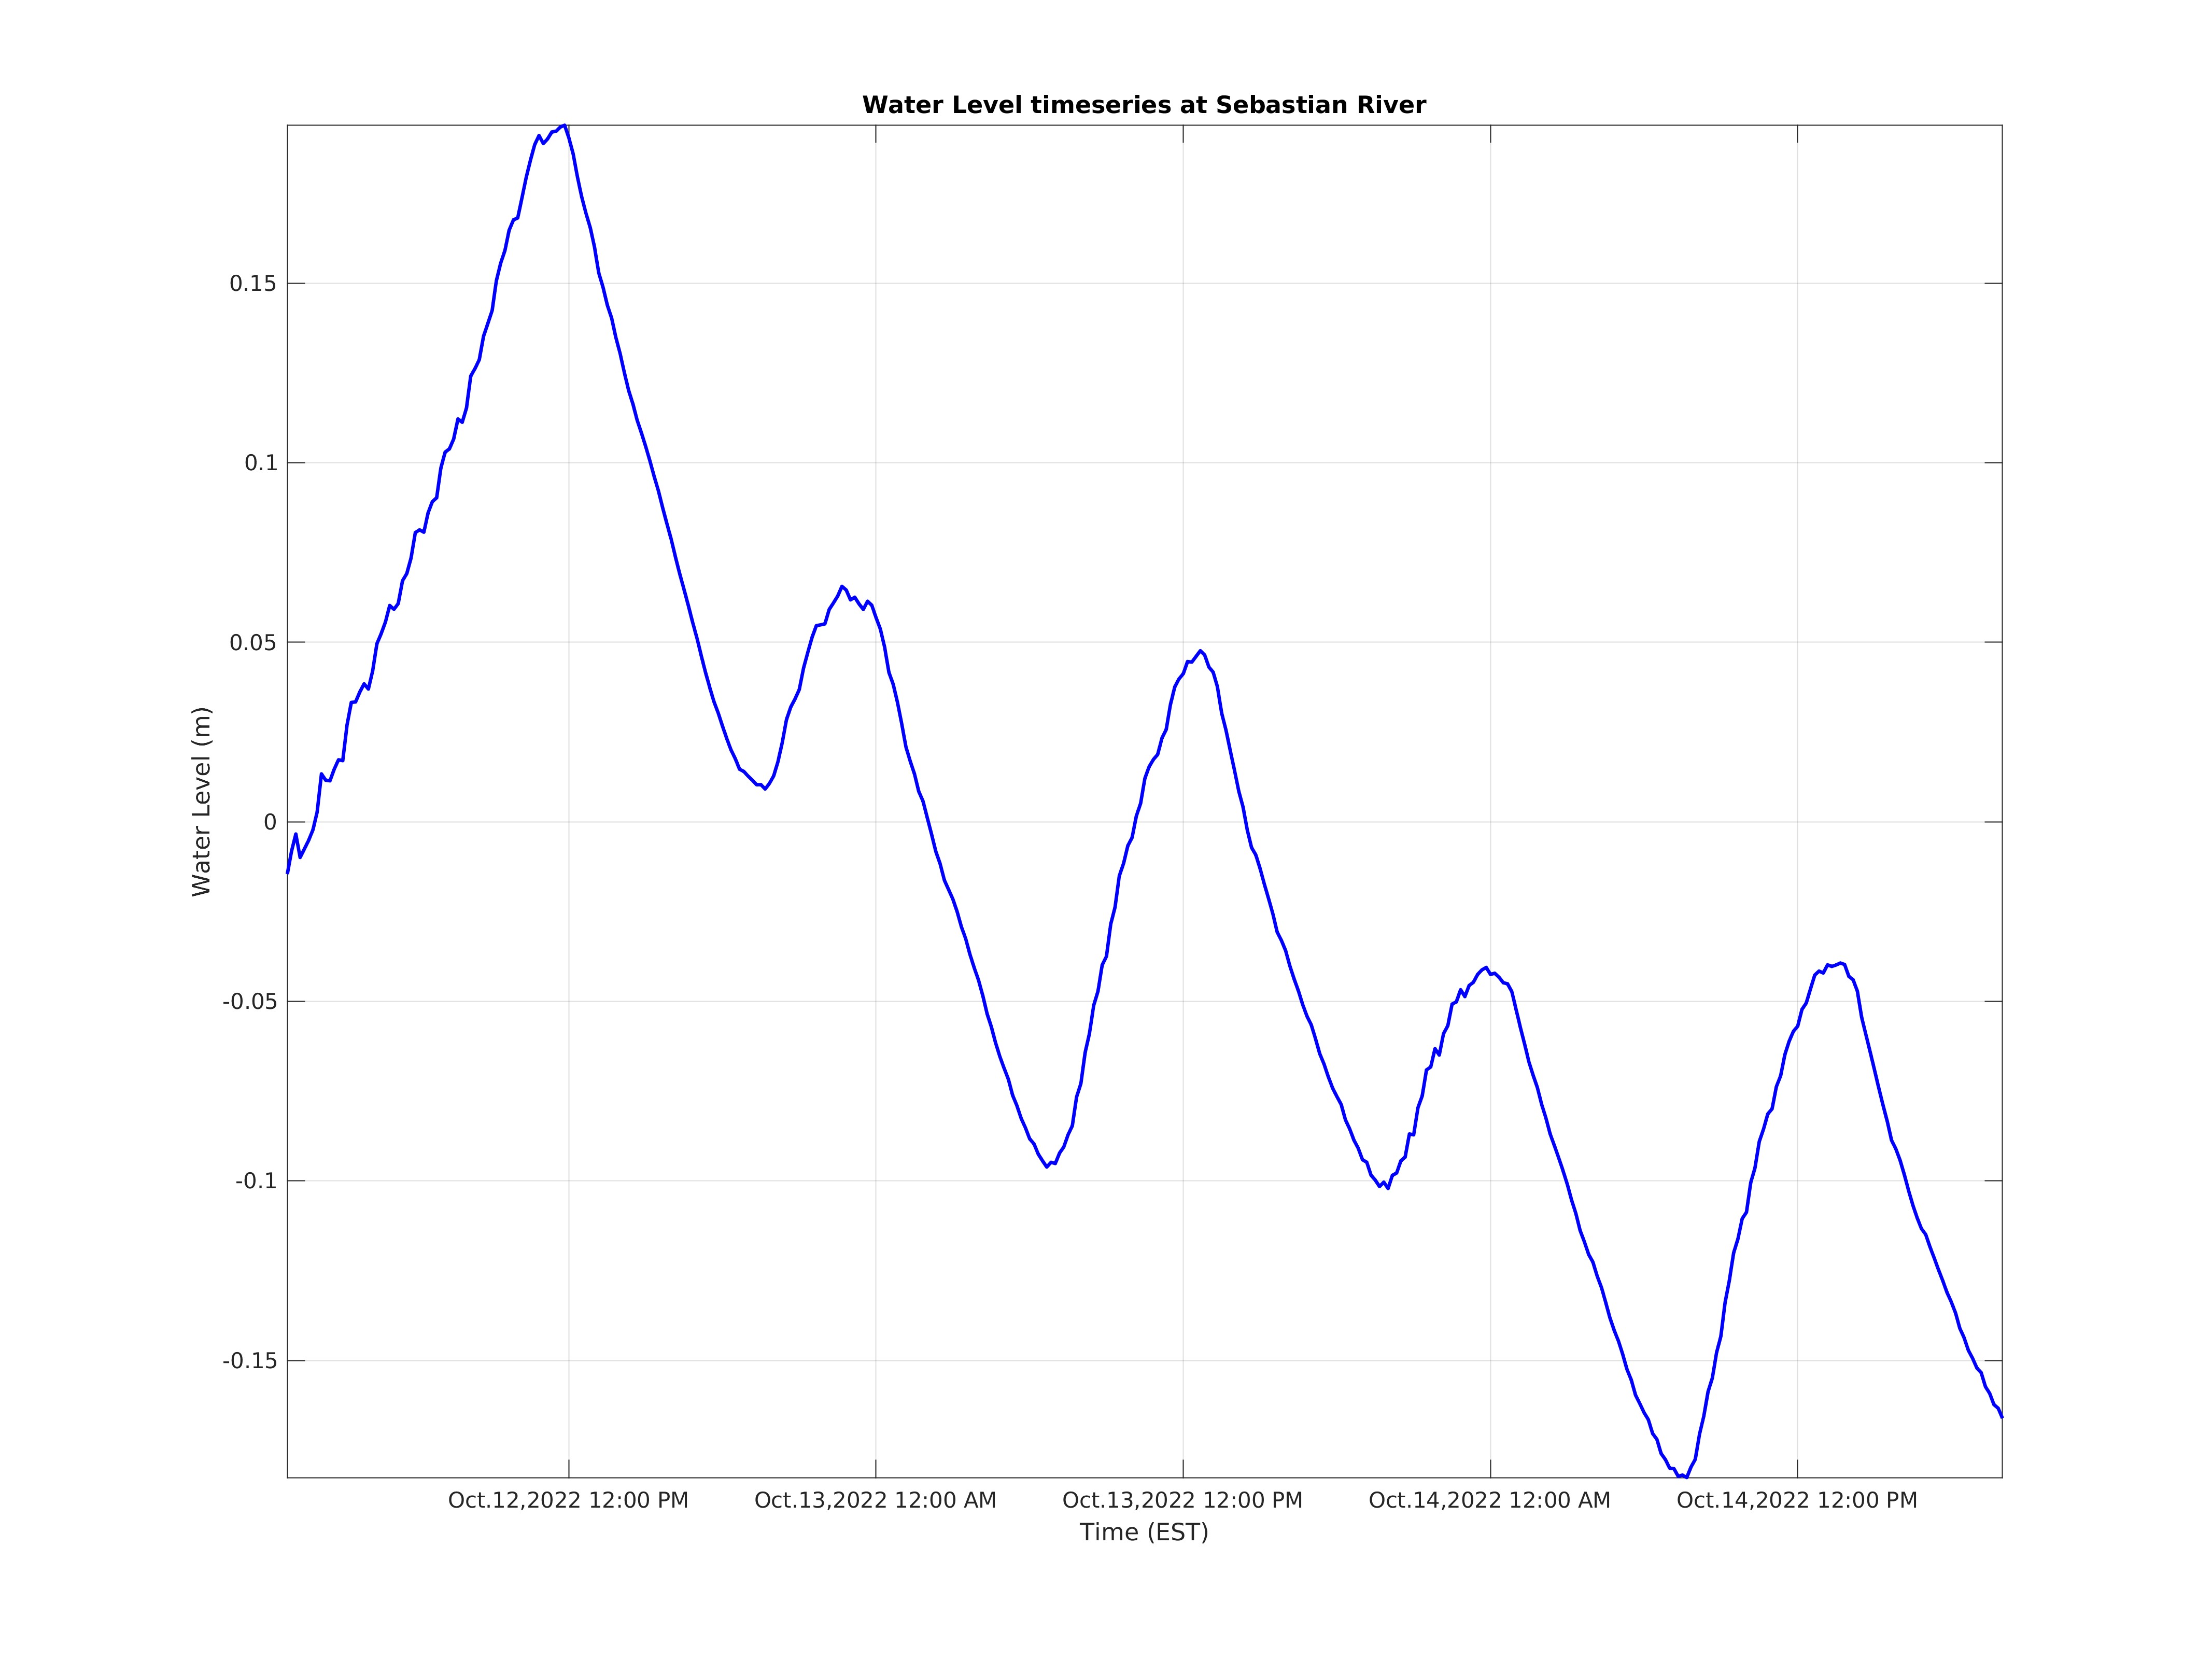 Water Level timeseries at Sebastian River
0.15
0.1
0.05
0
-0.05
-0.1
-0.15
Water Level (m)
Oct.12,2022 12:00 PM
Oct.13,2022 12:00 AM
Oct.13,2022 12:00 PM
Oct.14,2022 12:00 AM
Oct.14,2022 12:00 PM
Time (EST)